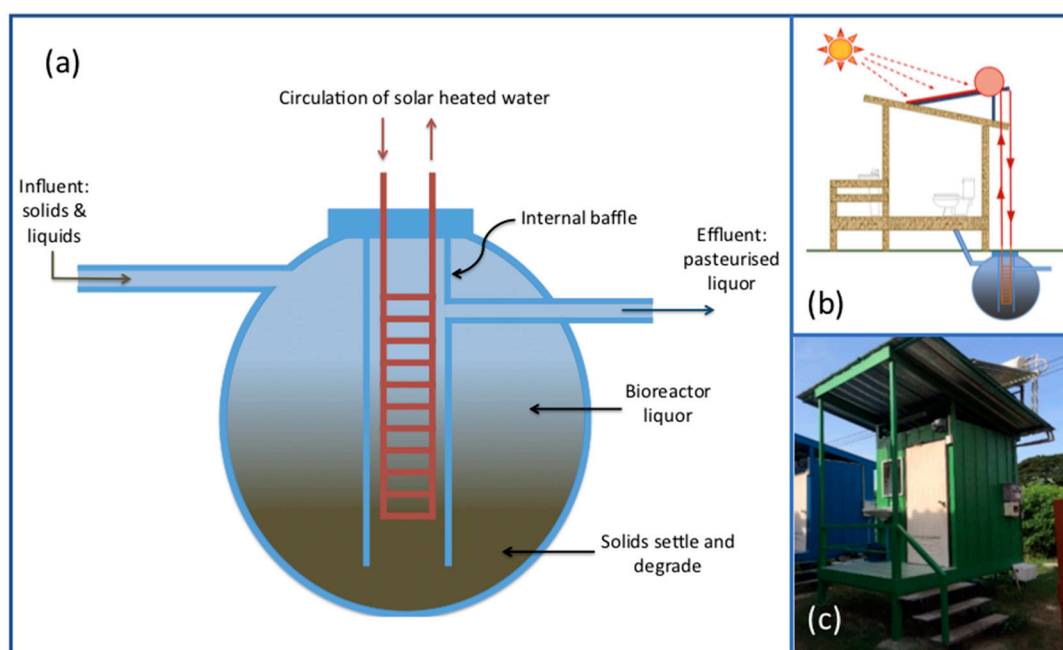 (a)
Circulation of solar heated water
Influent:
solids &
liquids
Internal baffle
Effluent:
pasteurised
liquor
Bioreactor
liquor
Solids settle and
degrade
(b)
(c)